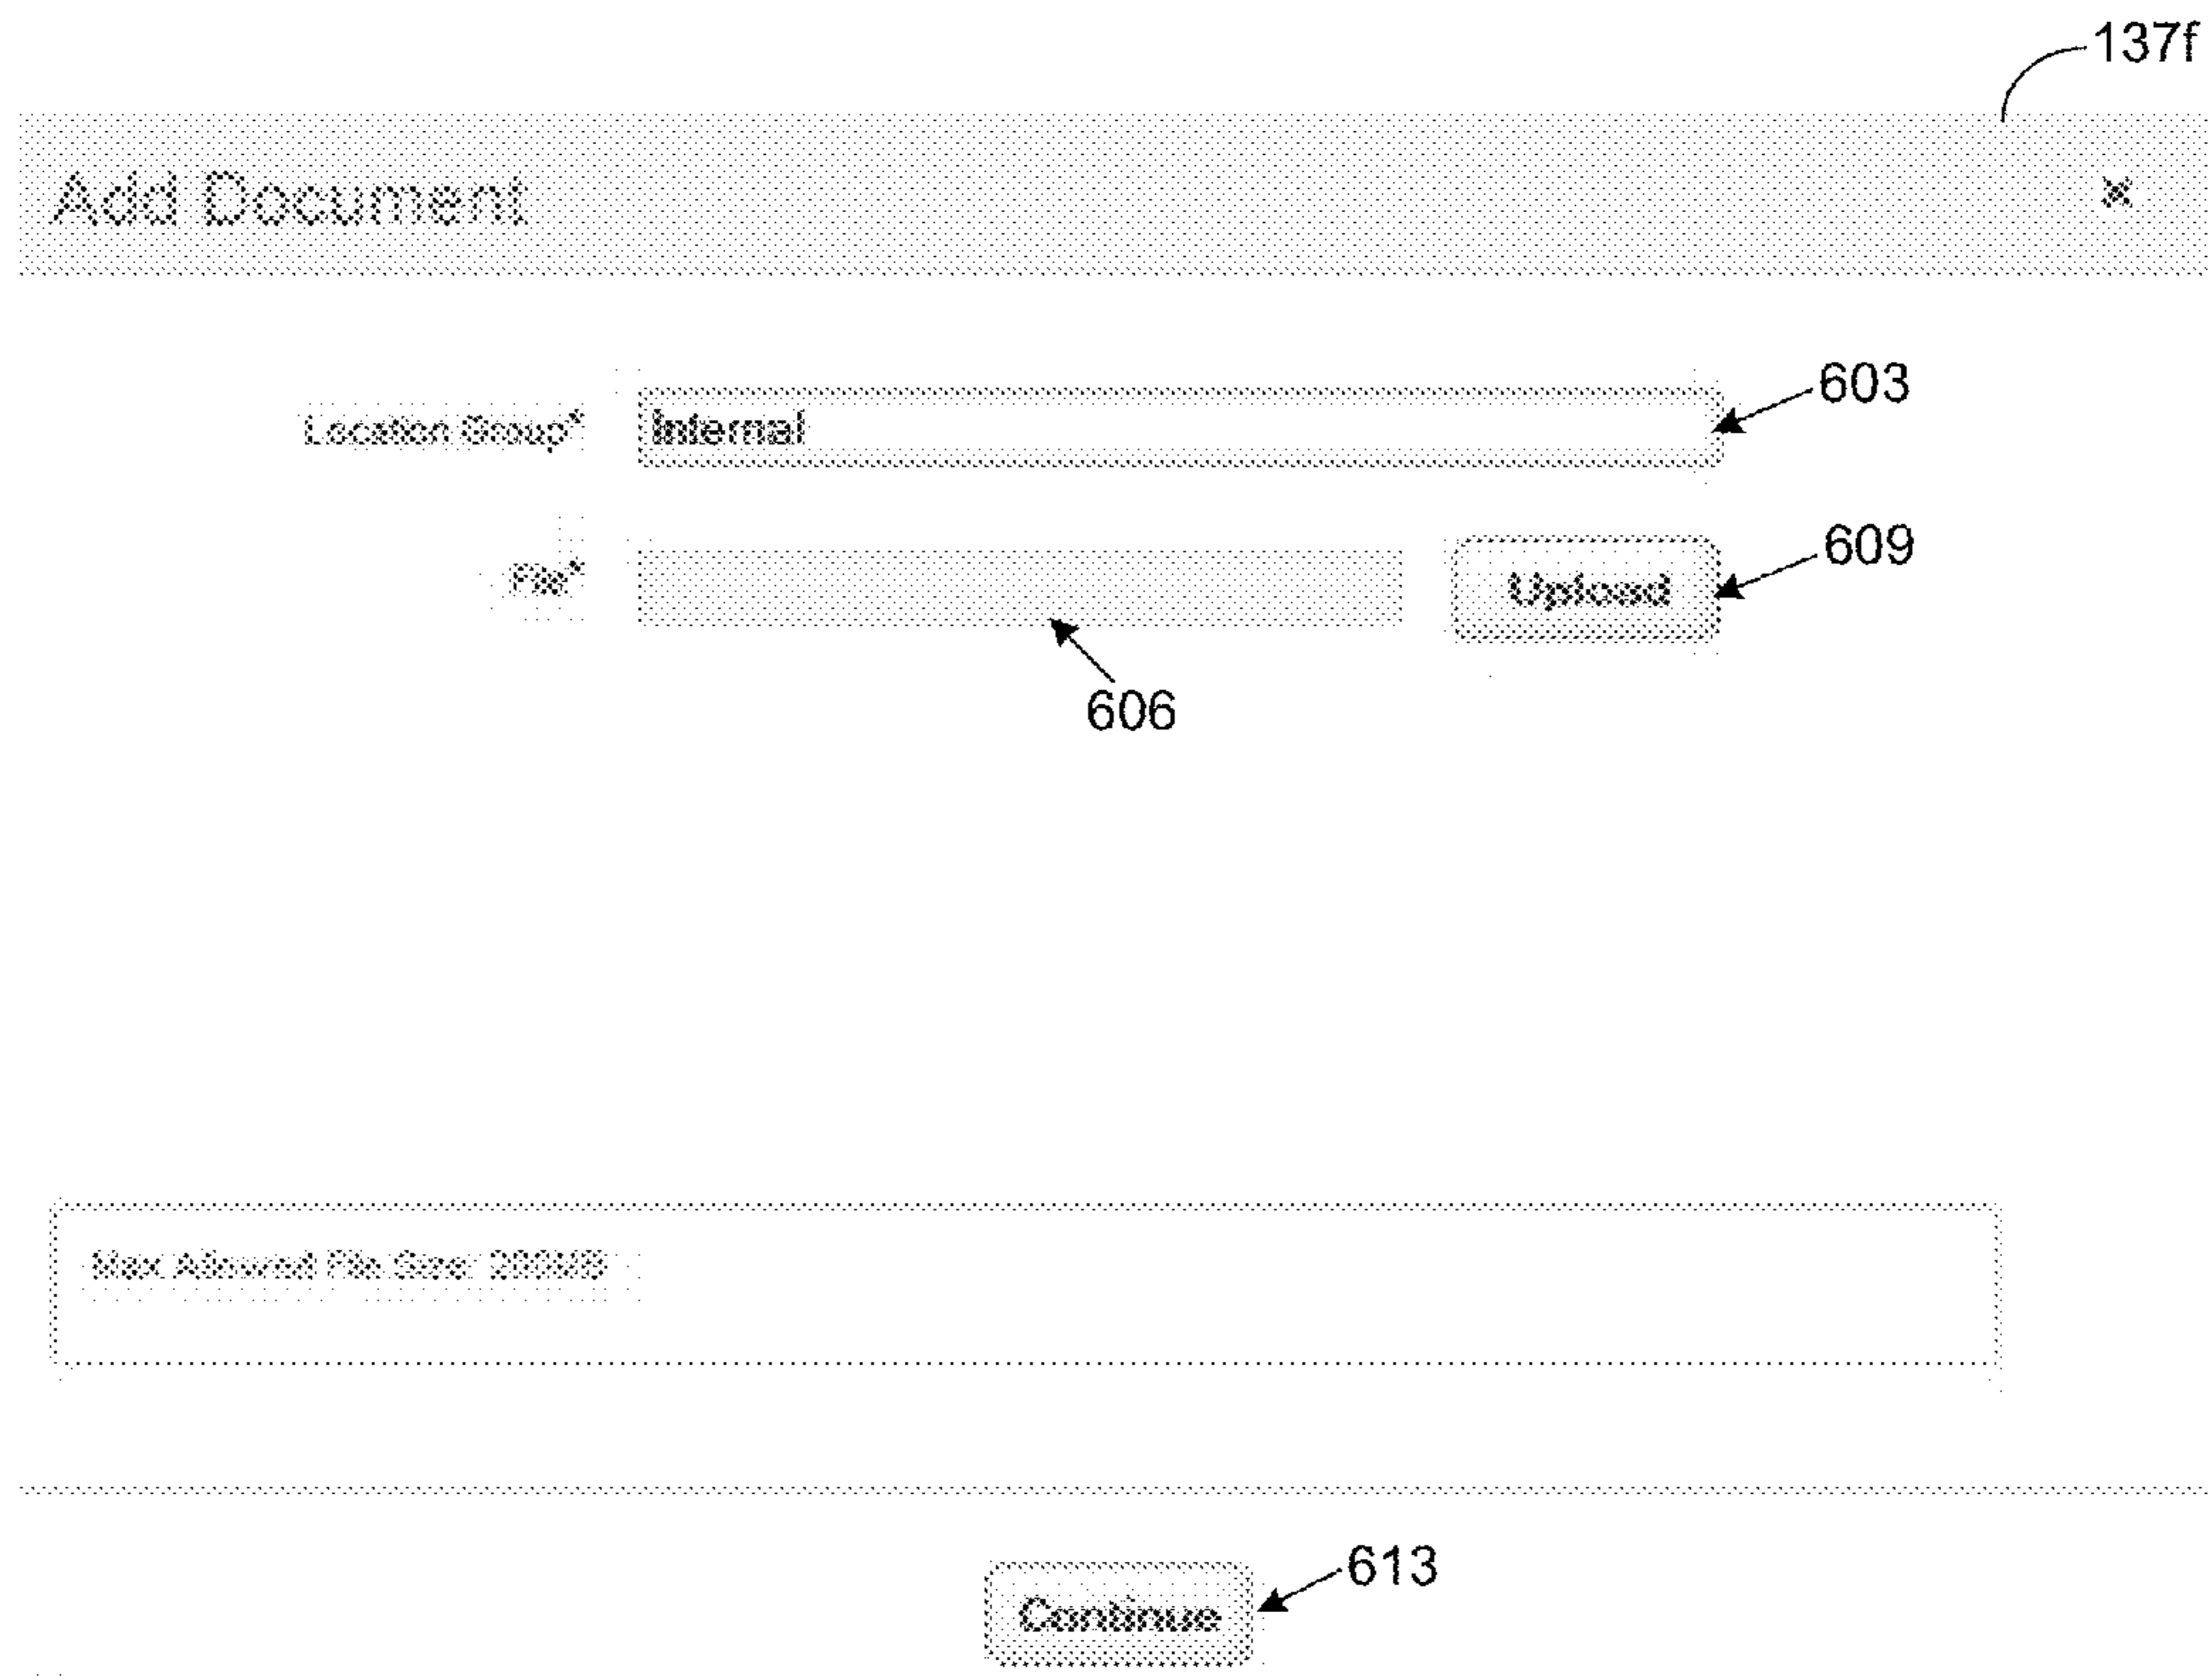 137f
Add Document ×
Location Group* Internal 603
File* Upload 609
606
Max Allowed File Size: 200MB
Continue 613